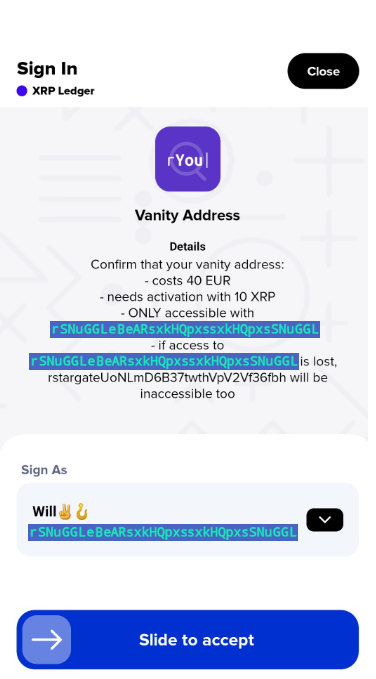 Sign In
Close
XRP Ledger
rYou|
Vanity Address
Details
Confirm that your vanity address:
- costs 40 EUR
- needs activation with 10 XRP
- ONLY accessible with
rSNuGGLeBeARsxkHQpxssxkHQpxsSNuGGL
- if access to
rSNuGGLeBeARsxkHQpxssxkHQpxsSNuGGL is lost,
rstargateUoNLmD6B37twthVpV2Vf36fbh will be
inaccessible too
Sign As
Will✌️🪝
rSNuGGLeBeARsxkHQpxssxkHQpxsSNuGGL
Slide to accept